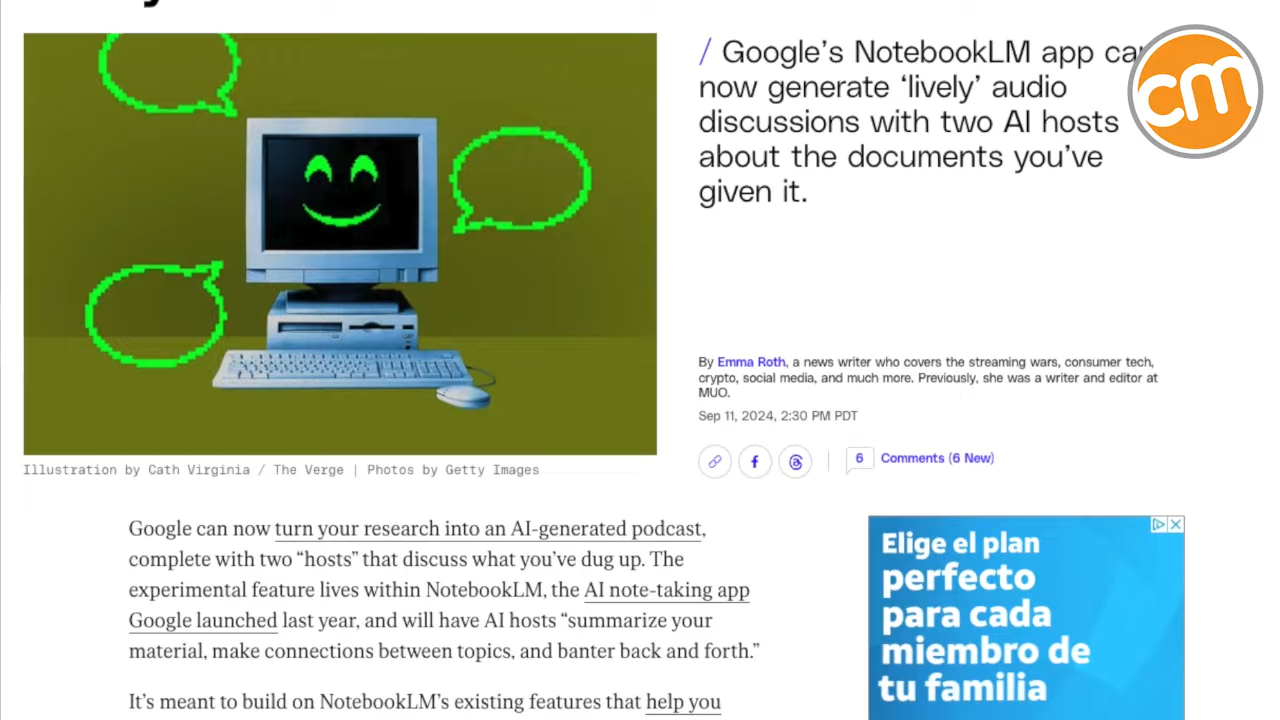 / Google’s NotebookLM app can
now generate ‘lively’ audio
discussions with two AI hosts
about the documents you’ve
given it.
cm
By Emma Roth, a news writer who covers the streaming wars, consumer tech,
crypto, social media, and much more. Previously, she was a writer and editor at
MUO.
Sep 11, 2024, 2:30 PM PDT
6 Comments (6 New)
Illustration by Cath Virginia / The Verge | Photos by Getty Images
Google can now turn your research into an AI-generated podcast,
complete with two “hosts” that discuss what you’ve dug up. The
experimental feature lives within NotebookLM, the AI note-taking app
Google launched last year, and will have AI hosts “summarize your
material, make connections between topics, and banter back and forth.”
It’s meant to build on NotebookLM’s existing features that help you
Elige el plan
perfecto
para cada
miembro de
tu familia